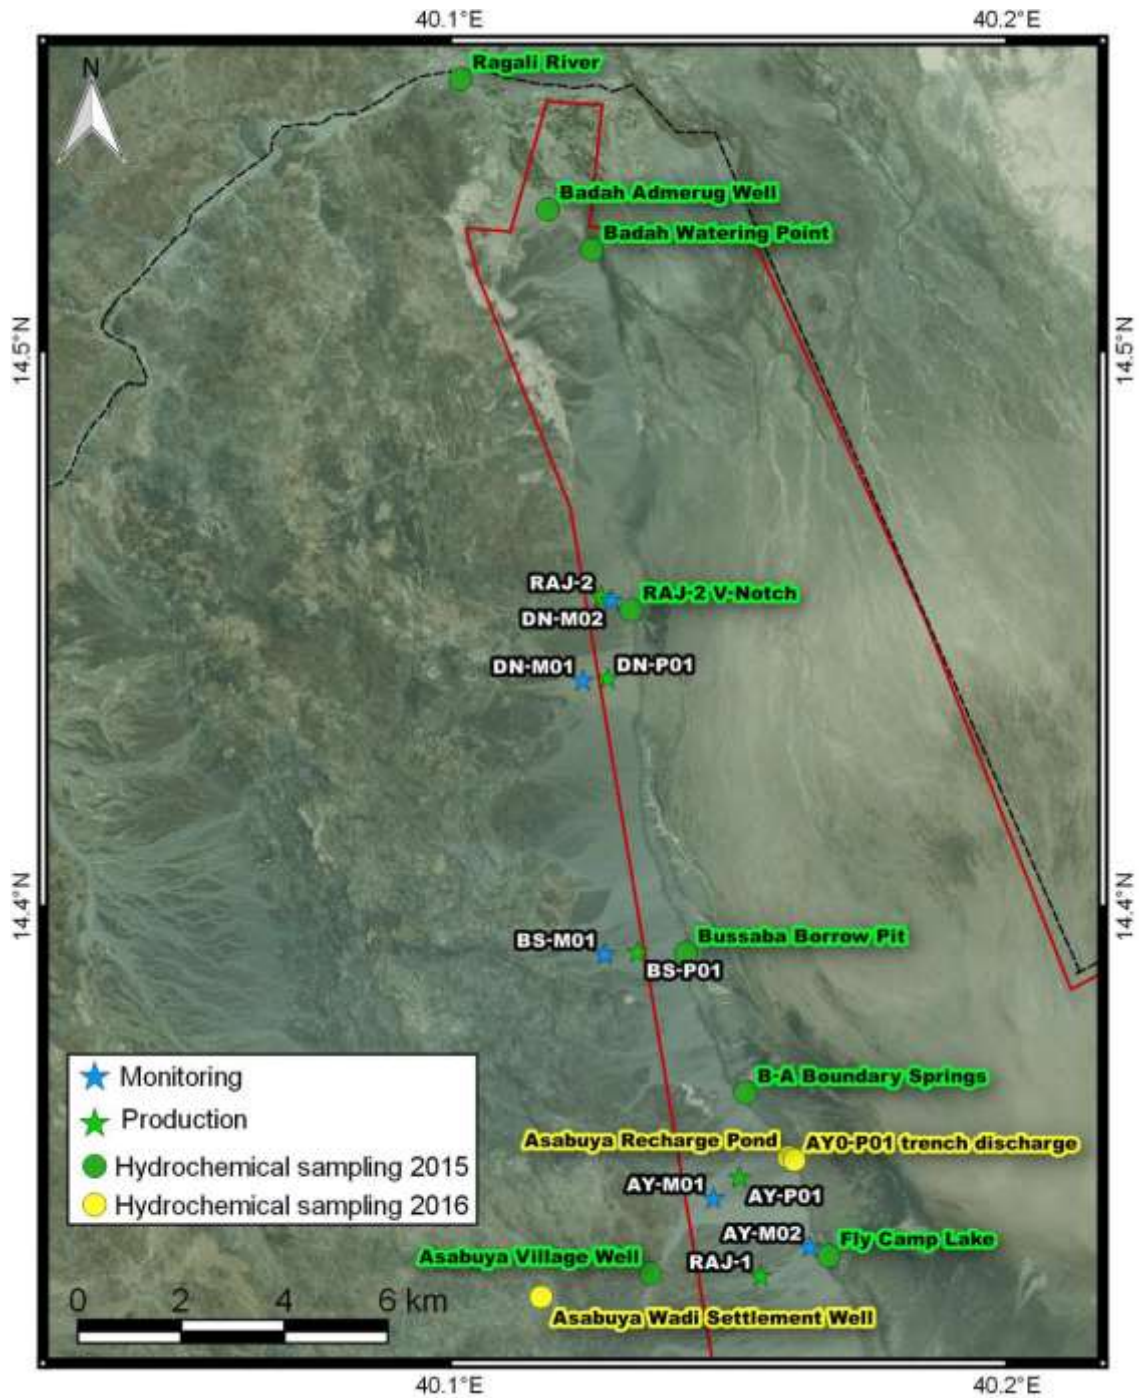 40.1°E
40.2°E
N
Ragali River
Badah Admerug Well
Badah Watering Point
14.5°N
14.5°N
RAJ-2
RAJ-2 V-Notch
DN-M02
DN-M01
DN-P01
14.4°N
14.4°N
BS-M01
Bussaba Borrow Pit
BS-P01
B-A Boundary Springs
Asabuya Recharge Pond
AY0-P01 trench discharge
AY-M01
AY-P01
AY-M02
Fly Camp Lake
Asabuya Village Well
RAJ-1
Asabuya Wadi Settlement Well
Monitoring
Production
Hydrochemical sampling 2015
Hydrochemical sampling 2016
0 2 4 6 km
40.1°E
40.2°E